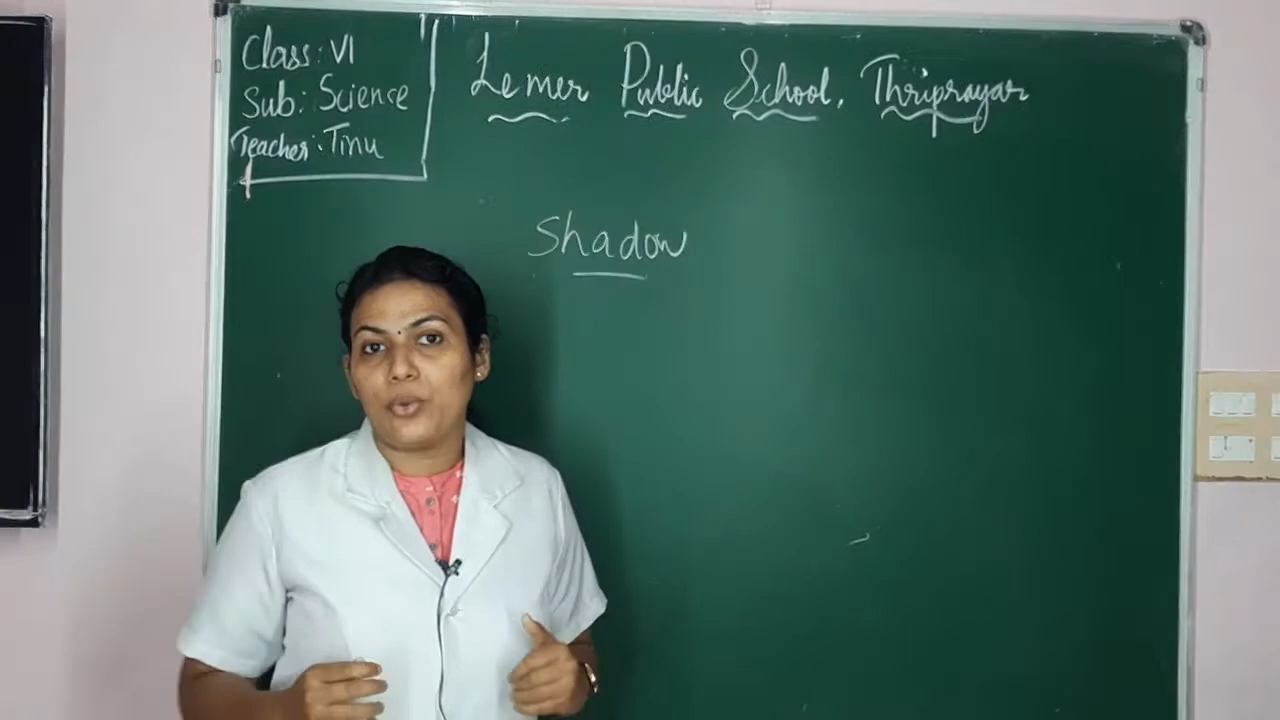 Class: VI
Sub: Science
Teacher: Tinu
Lemer Public School, Thriprayar
Shadow